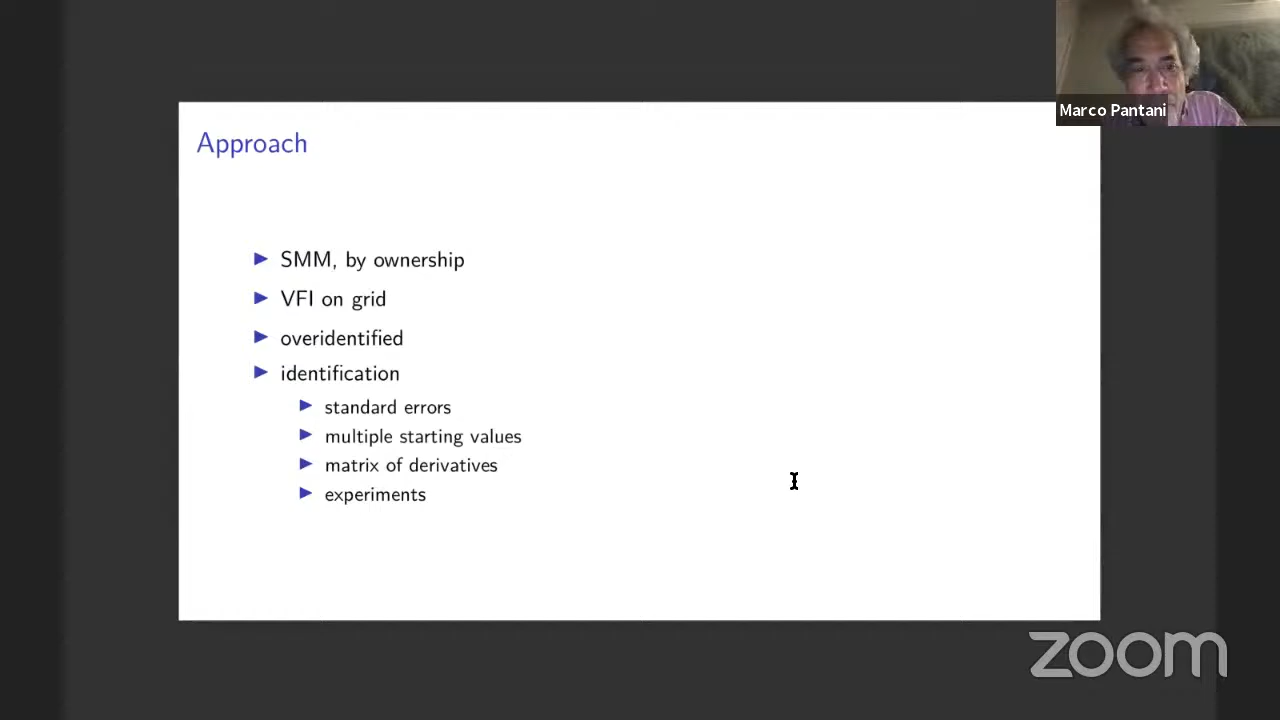 Marco Pantani
Approach
SMM, by ownership
VFI on grid
overidentified
identification
standard errors
multiple starting values
matrix of derivatives
experiments
zoom